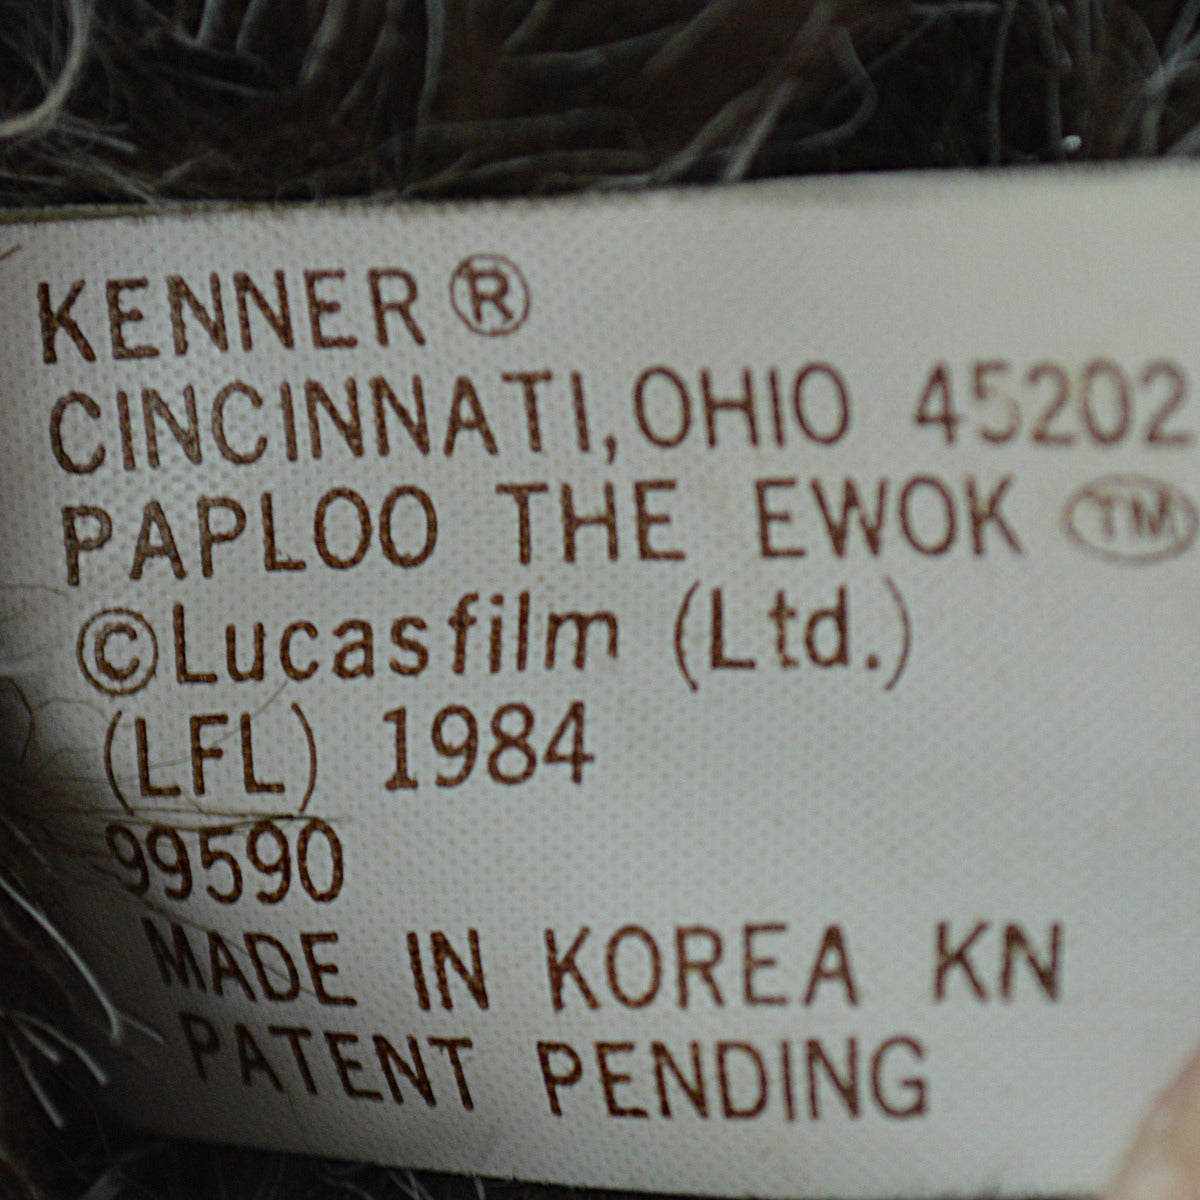 KENNER®
CINCINNATI, OHIO 45202
PAPLOO THE EWOK ™
©Lucasfilm (Ltd.)
(LFL) 1984
99590
MADE IN KOREA KN
PATENT PENDING